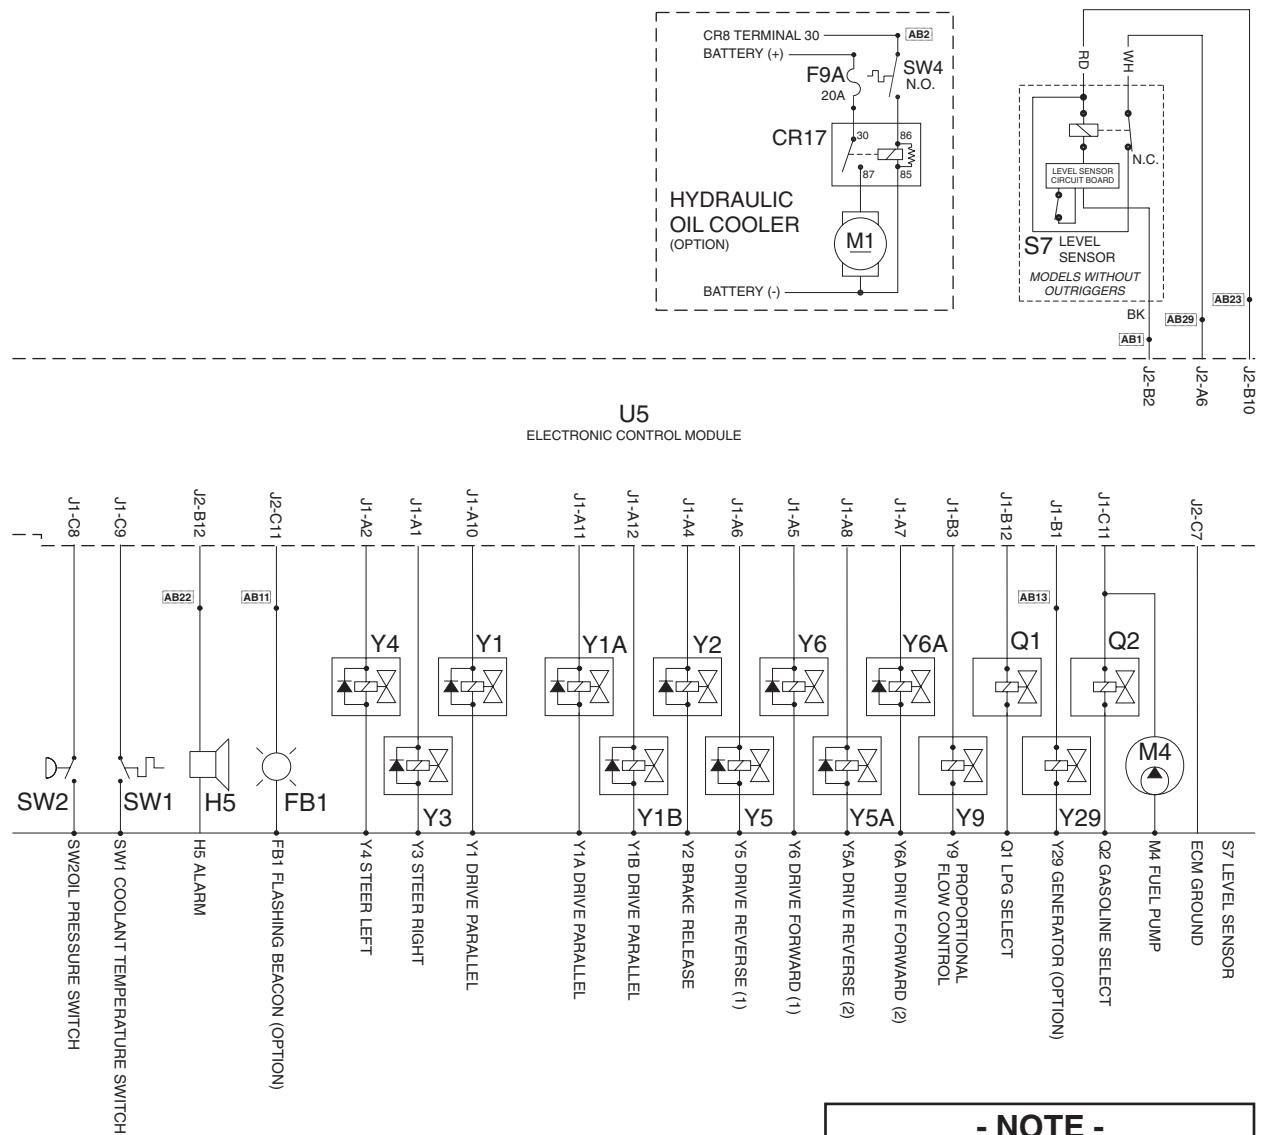 CR8 TERMINAL 30
AB2
BATTERY (+)
F9A
20A
SW4
N.O.
CR17
30
86
87
85
HYDRAULIC
OIL COOLER
(OPTION)
M1
BATTERY (-)
RD
WH
N.C.
LEVEL SENSOR
CIRCUIT BOARD
S7
LEVEL
SENSOR
MODELS WITHOUT
OUTRIGGERS
BK
AB23
AB29
AB1
J2-B2
J2-A6
J2-B10
U5
ELECTRONIC CONTROL MODULE
J1-C8
J1-C9
J2-B12
J2-C11
J1-A2
J1-A1
J1-A10
J1-A11
J1-A12
J1-A4
J1-A6
J1-A5
J1-A8
J1-A7
J1-B3
J1-B12
J1-B1
J1-C11
J2-C7
AB22
AB11
AB13
Y4
Y1
Y1A
Y2
Y6
Y6A
Q1
Q2
M4
SW2
SW1
H5
FB1
Y3
Y1B
Y5
Y5A
Y9
Y29
SW2OIL PRESSURE SWITCH
SW1 COOLANT TEMPERATURE SWITCH
H5 ALARM
FB1 FLASHING BEACON (OPTION)
Y4 STEER LEFT
Y3 STEER RIGHT
Y1 DRIVE PARALLEL
Y1A DRIVE PARALLEL
Y1B DRIVE PARALLEL
Y2 BRAKE RELEASE
Y5 DRIVE REVERSE (1)
Y6 DRIVE FORWARD (1)
Y5A DRIVE REVERSE (2)
Y6A DRIVE FORWARD (2)
Y9 PROPORTIONAL
FLOW CONTROL
Q1 LPG SELECT
Y29 GENERATOR (OPTION)
Q2 GASOLINE SELECT
M4 FUEL PUMP
ECM GROUND
S7 LEVEL SENSOR
- NOTE -